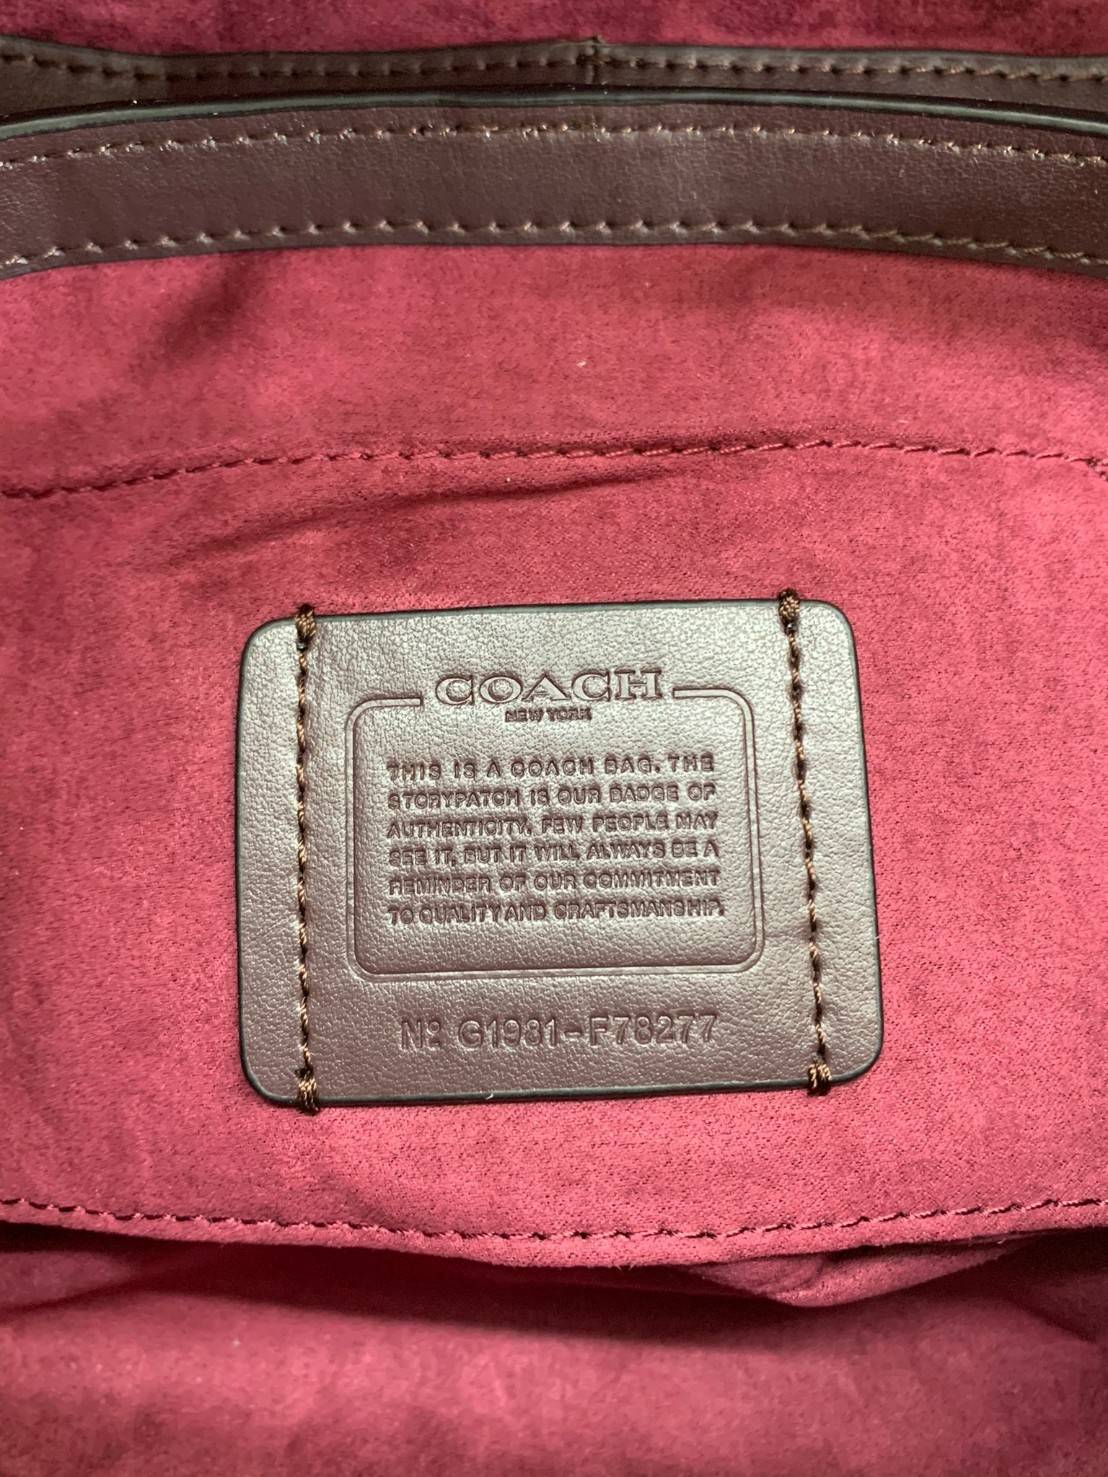 COACH
NEW YORK
THIS IS A COACH BAG. THE
STORYPATCH IS OUR BADGE OF
AUTHENTICITY. FEW PEOPLE MAY
SEE IT, BUT IT WILL ALWAYS BE A
REMINDER OF OUR COMMITMENT
TO QUALITY AND CRAFTSMANSHIP.
Nº G1981-F78277